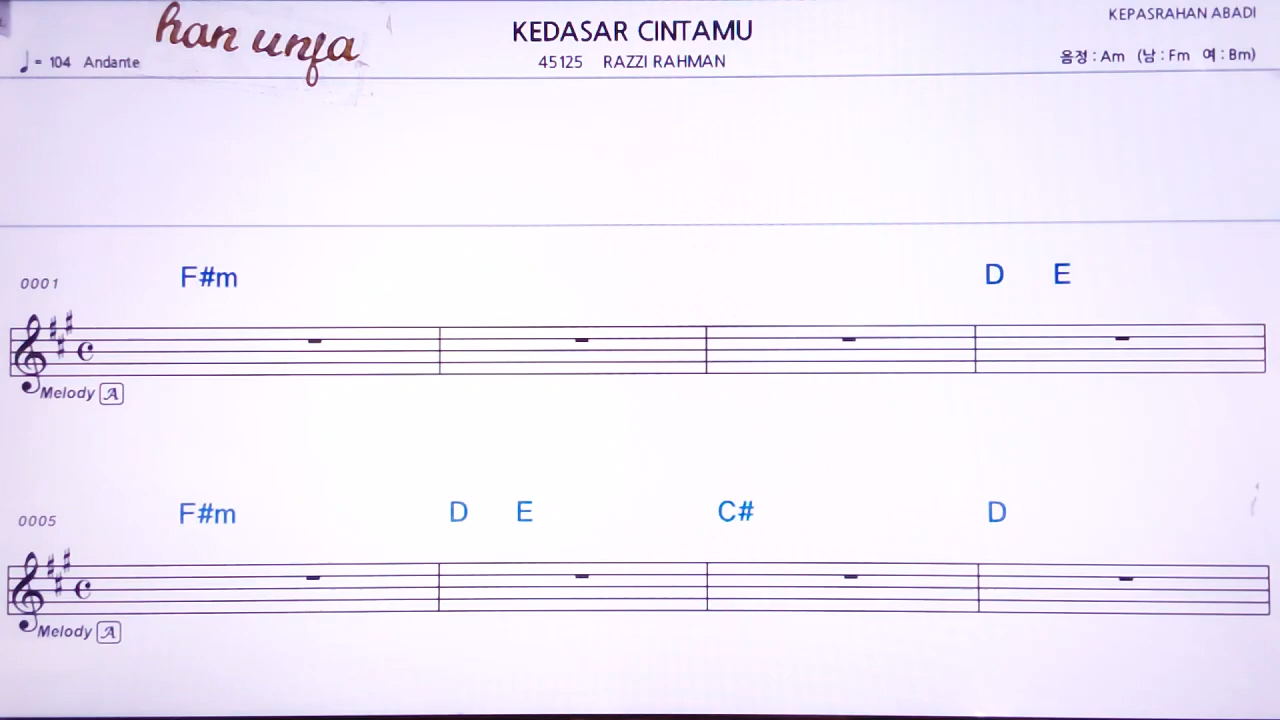 han unja
KEDASAR CINTAMU
KEPASRAHAN ABADI
♩= 104 Andante
45125 RAZZI RAHMAN
음정 : Am (남 : Fm 여 : Bm)
0001
F#m D E
Melody A
0005
F#m D E C# D
Melody A